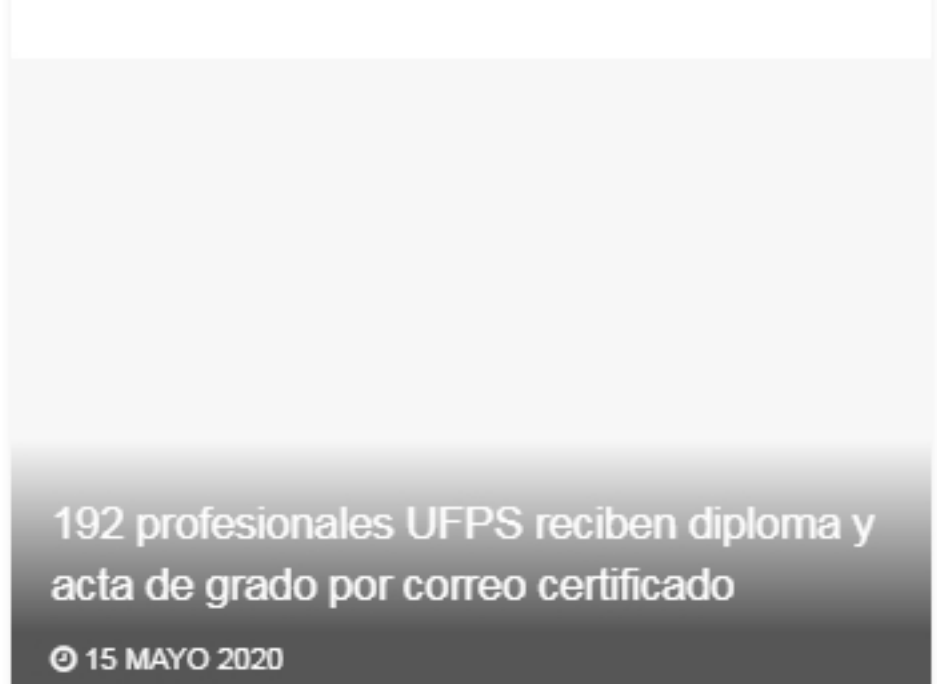 192 profesionales UFPS reciben diploma y
acta de grado por correo certificado
15 MAYO 2020